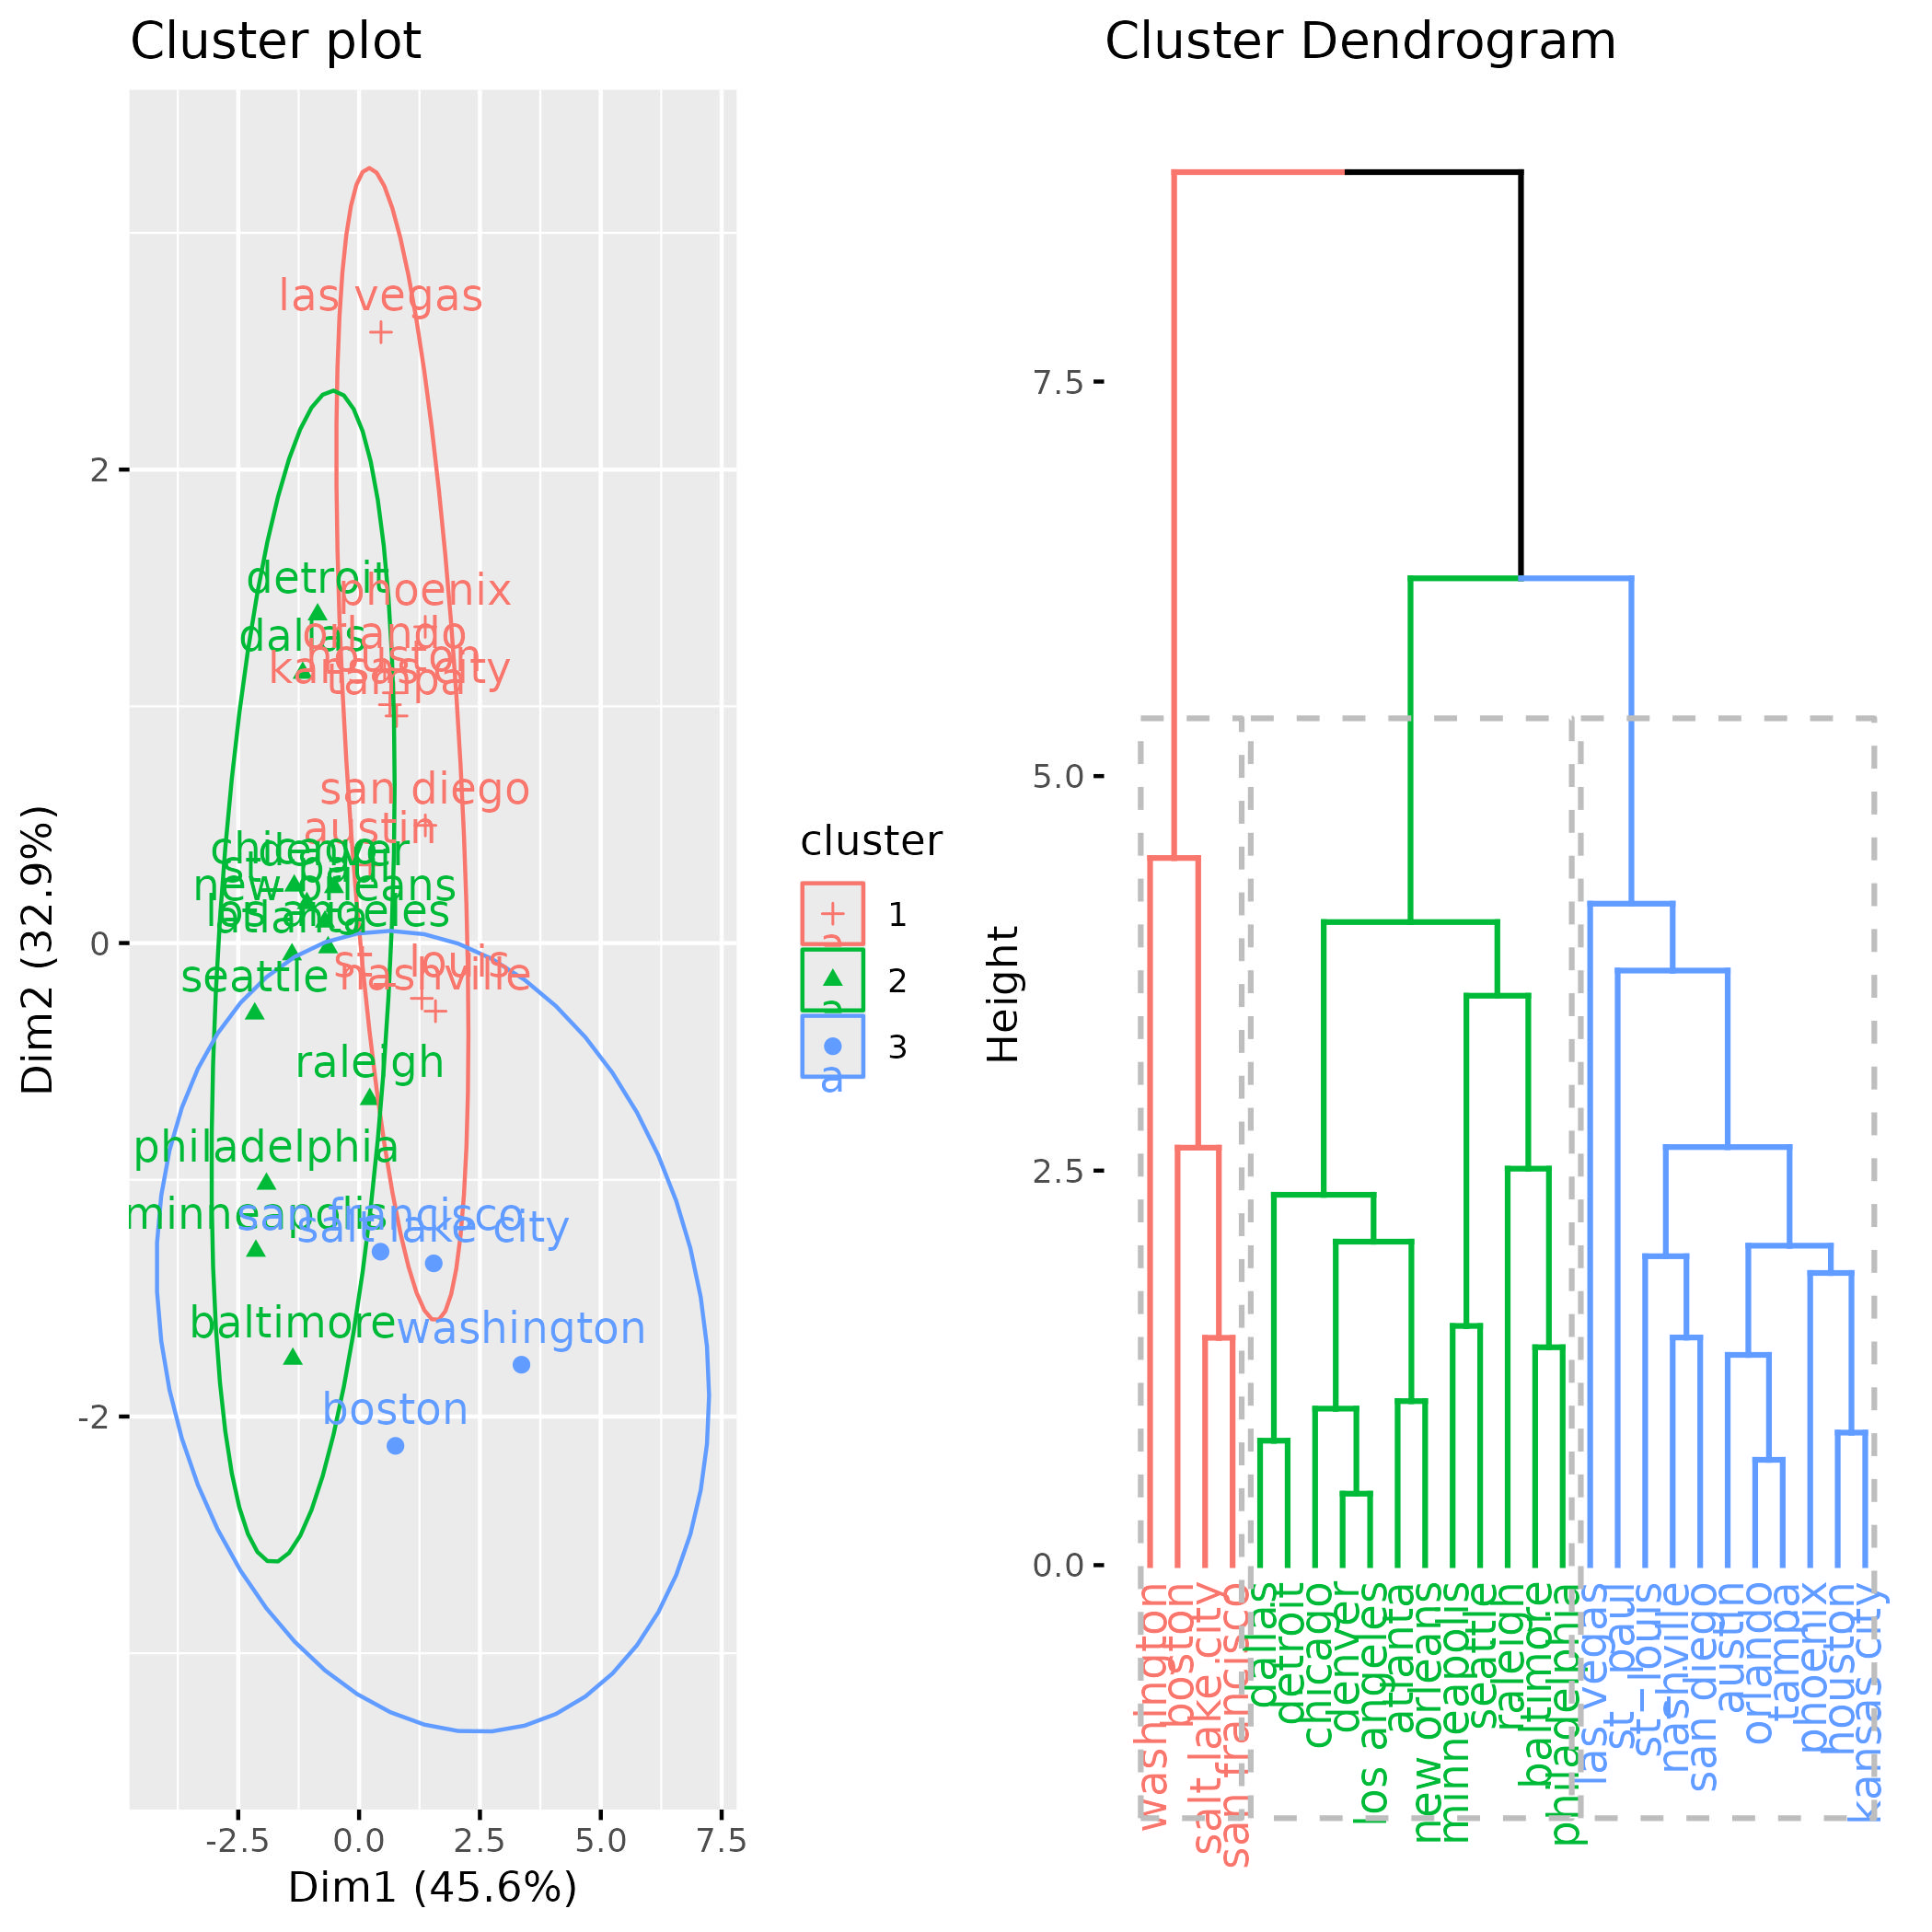 Cluster plot
las vegas
detroit
phoenix
dallas
orlando
houston
kansas city
tampa
san diego
austin
chicago
denver
st_ paul
new orleans
los angeles
atlanta
st_ louis
nashville
seattle
raleigh
philadelphia
minneapolis
san francisco
salt lake city
baltimore
washington
boston
2
0
-2
Dim2 (32.9%)
-2.5 0.0 2.5 5.0 7.5
Dim1 (45.6%)
cluster
a 1
a 2
a 3
Cluster Dendrogram
7.5
5.0
2.5
0.0
Height
washington
boston
salt lake city
san francisco
dallas
detroit
chicago
denver
los angeles
atlanta
new orleans
minneapolis
seattle
raleigh
baltimore
philadelphia
las vegas
st_ paul
st_ louis
nashville
san diego
austin
orlando
tampa
phoenix
houston
kansas city